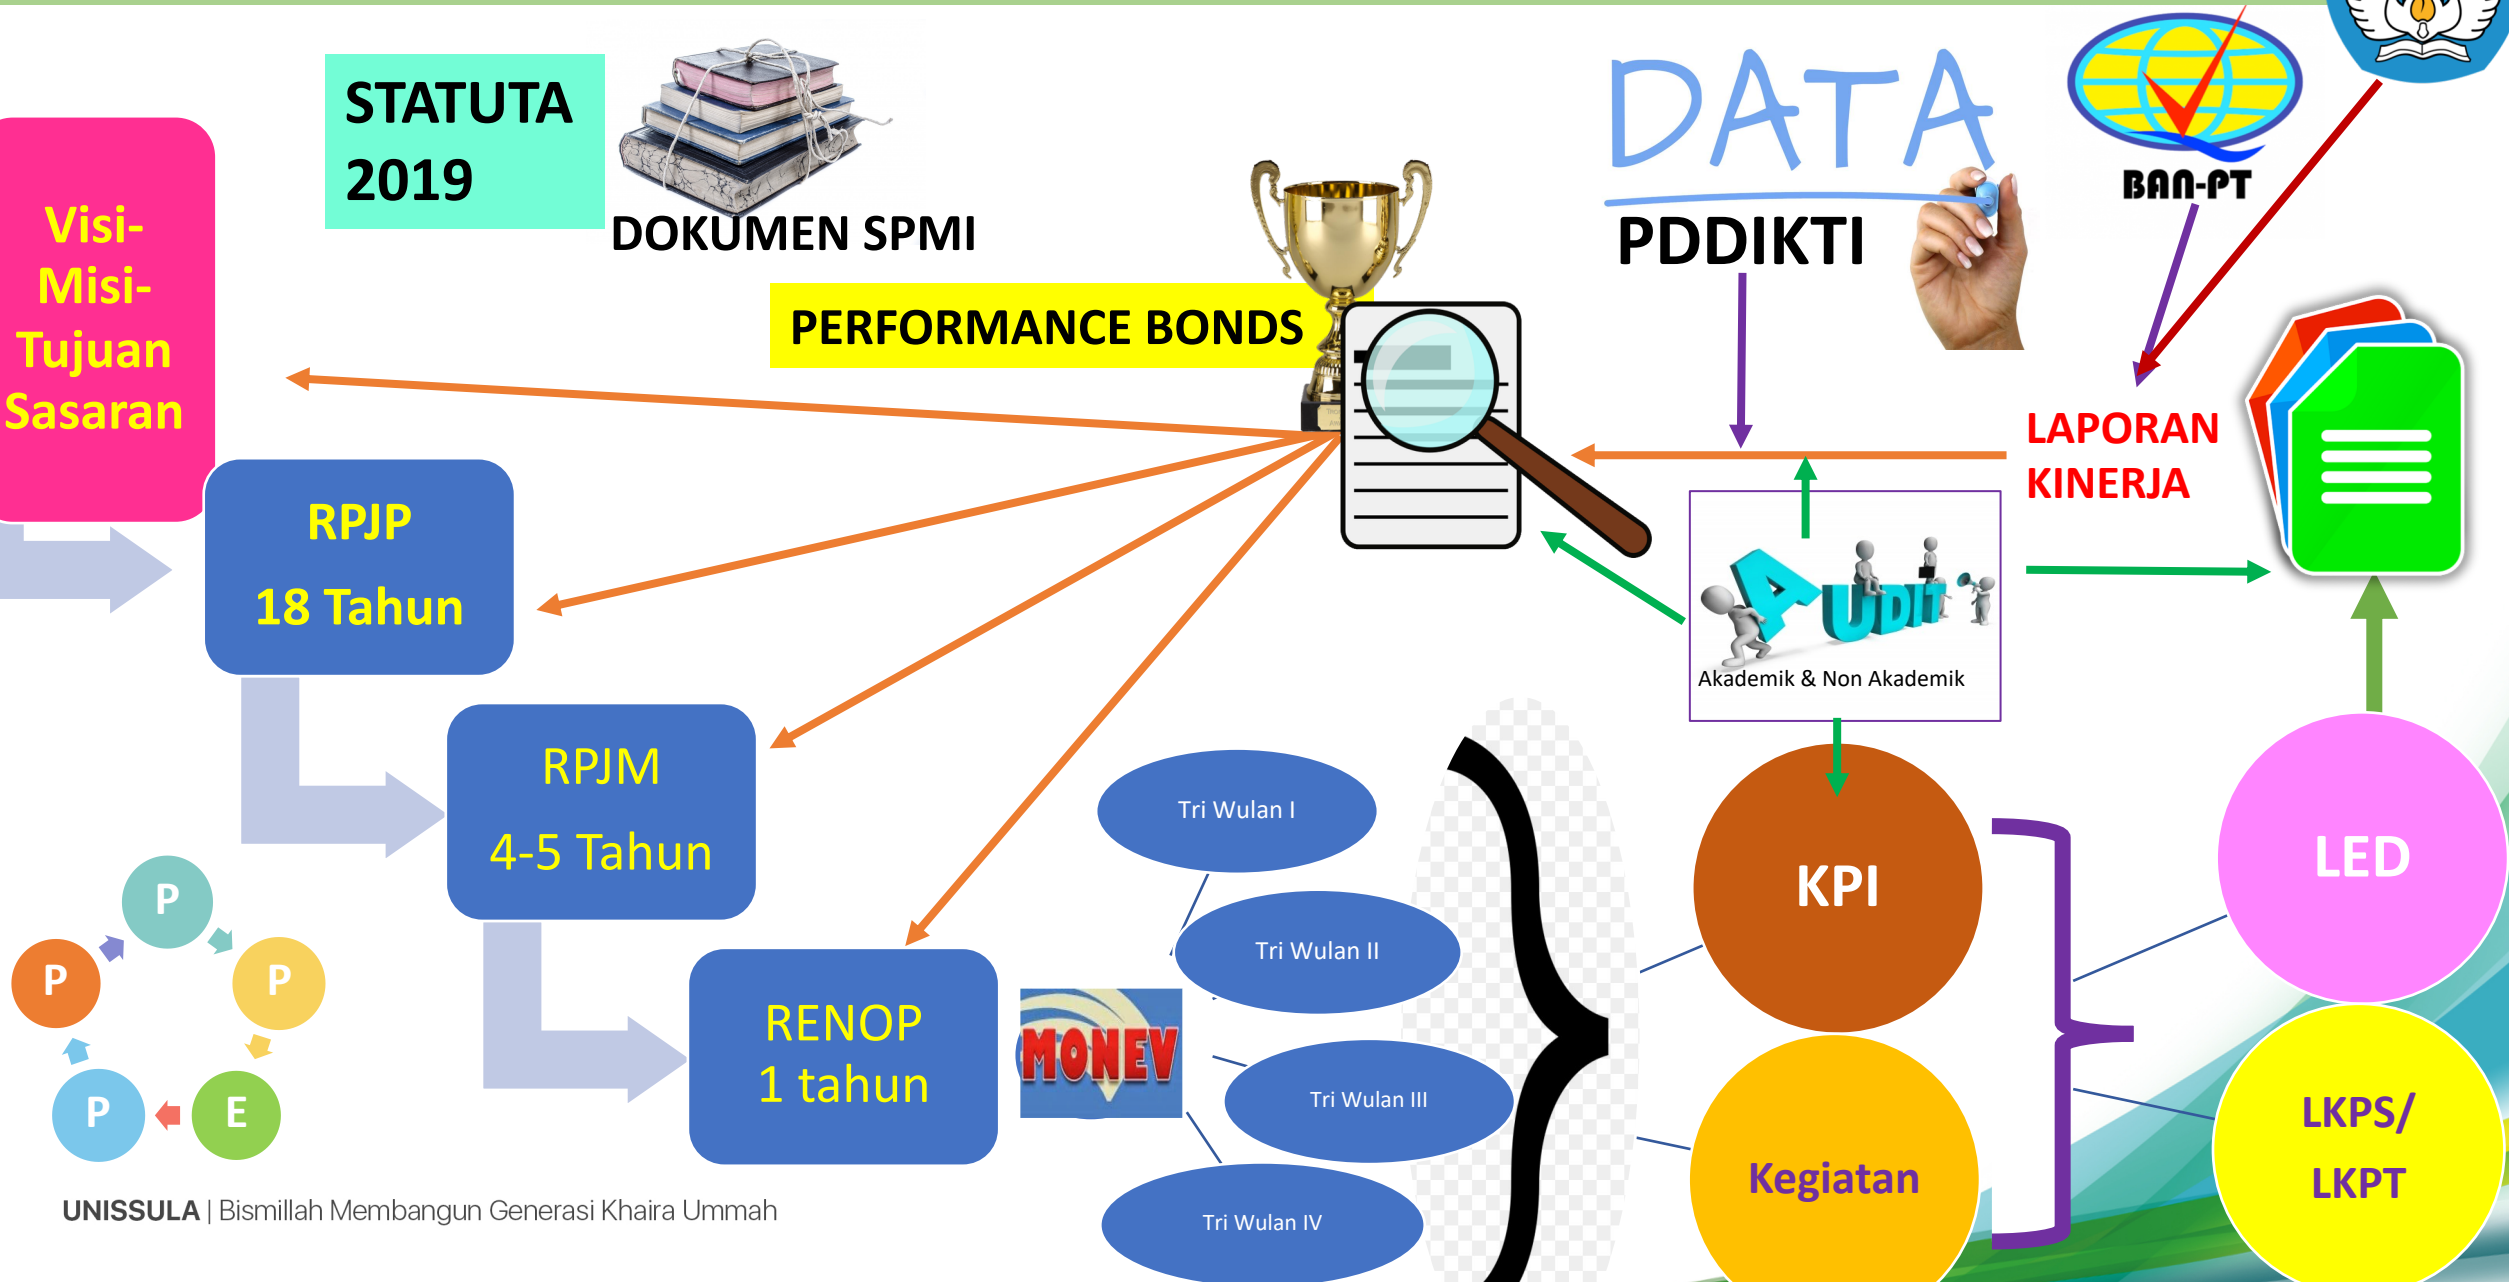 STATUTA
2019
DOKUMEN SPMI
DATA
PDDIKTI
BAN-PT
Visi-
Misi-
Tujuan
Sasaran
PERFORMANCE BONDS
LAPORAN
KINERJA
RPJP
18 Tahun
AUDIT
Akademik & Non Akademik
RPJM
4-5 Tahun
RENOP
1 tahun
MONEV
Tri Wulan I
Tri Wulan II
Tri Wulan III
Tri Wulan IV
KPI
Kegiatan
LED
LKPS/
LKPT
P
P
E
P
P
UNISSULA | Bismillah Membangun Generasi Khaira Ummah